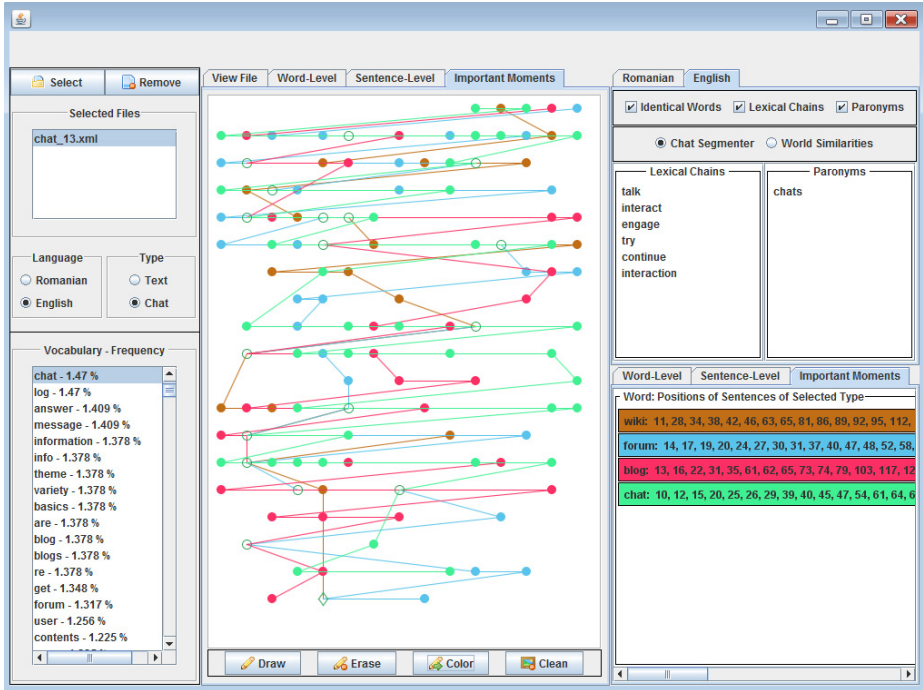 Select Remove
Selected Files
chat_13.xml
Language Type
Romanian Text
English Chat
Vocabulary - Frequency
chat - 1.47 %
log - 1.47 %
answer - 1.409 %
message - 1.409 %
information - 1.378 %
info - 1.378 %
theme - 1.378 %
variety - 1.378 %
basics - 1.378 %
are - 1.378 %
blog - 1.378 %
blogs - 1.378 %
re - 1.378 %
get - 1.348 %
forum - 1.317 %
user - 1.256 %
contents - 1.225 %
View File Word-Level Sentence-Level Important Moments
Draw Erase Color Clean
Romanian English
Identical Words Lexical Chains Paronyms
Chat Segmenter World Similarities
Lexical Chains Paronyms
talk chats
interact
engage
try
continue
interaction
Word-Level Sentence-Level Important Moments
Word: Positions of Sentences of Selected Type
wiki: 11, 28, 34, 38, 42, 46, 63, 65, 81, 86, 89, 92, 95, 112,
forum: 14, 17, 19, 20, 24, 27, 30, 31, 37, 40, 47, 48, 52, 58,
blog: 13, 16, 22, 31, 35, 61, 62, 65, 73, 74, 79, 103, 117, 12
chat: 10, 12, 15, 20, 25, 26, 29, 39, 40, 45, 47, 54, 61, 64, 6